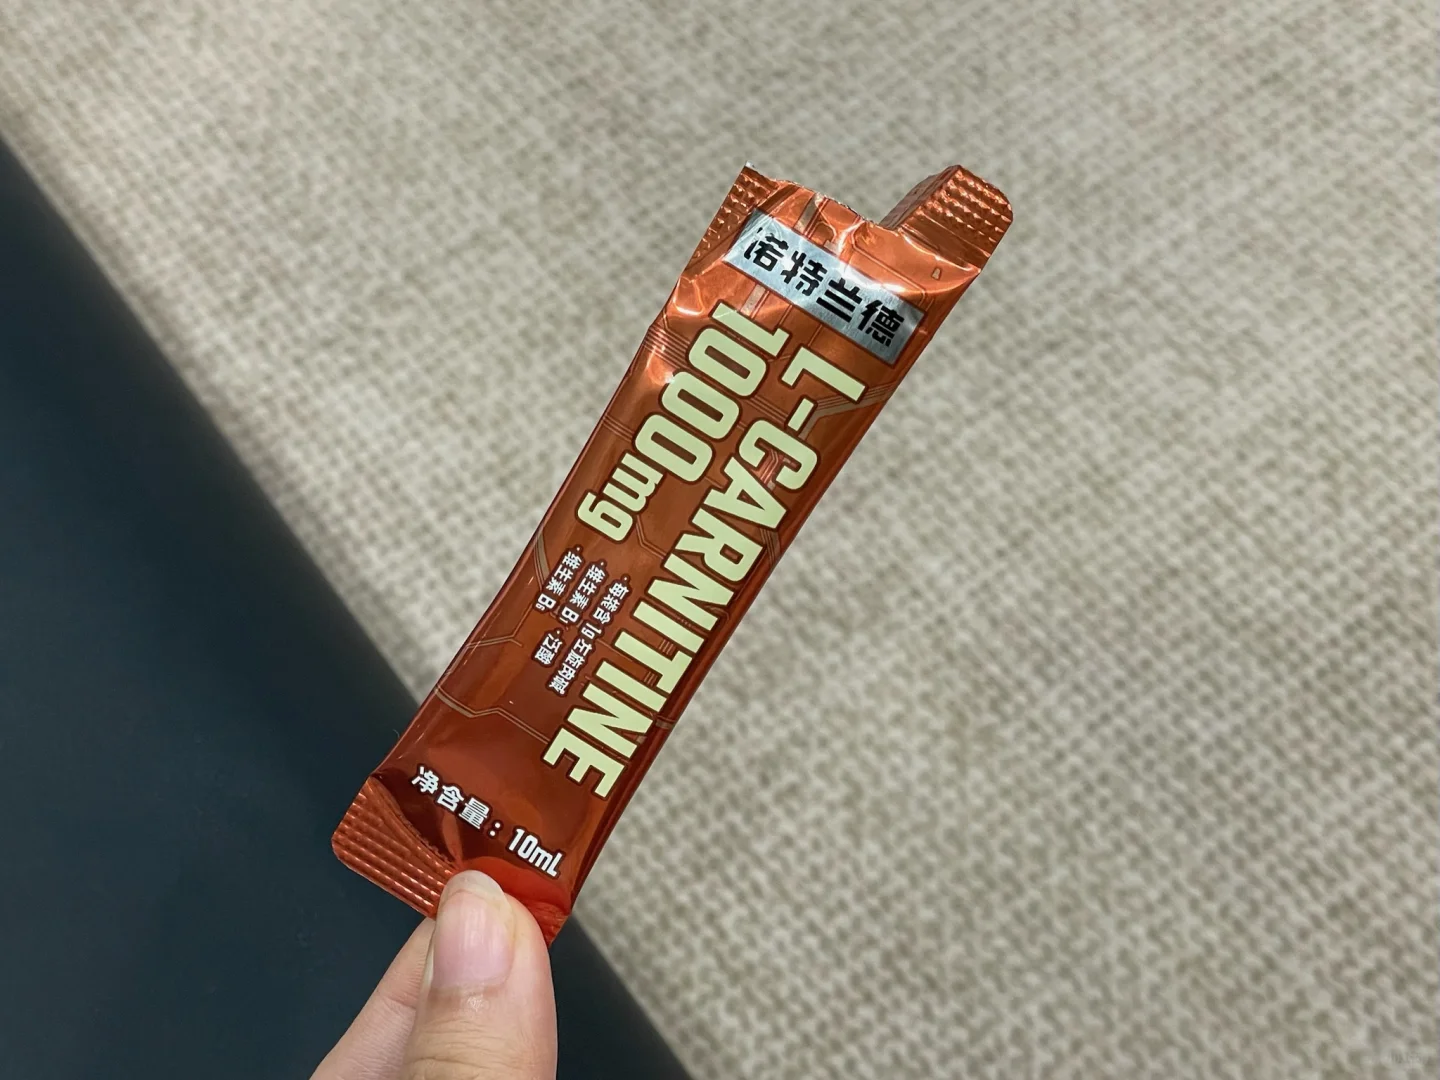 诺特兰德
L-CARNITINE
1000mg
·每袋含1g左旋肉碱
·维生素B₁
·维生素B₆ ·泛酸
净含量：10mL